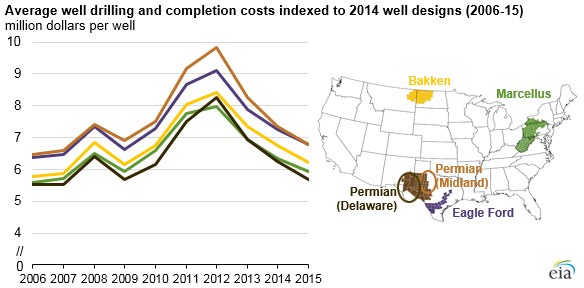 Average well drilling and completion costs indexed to 2014 well designs (2006-15)
million dollars per well
10
9
8
7
6
5
4
//
0
2006 2007 2008 2009 2010 2011 2012 2013 2014 2015
Bakken
Marcellus
Permian
(Midland)
Permian
(Delaware)
Eagle Ford
eia